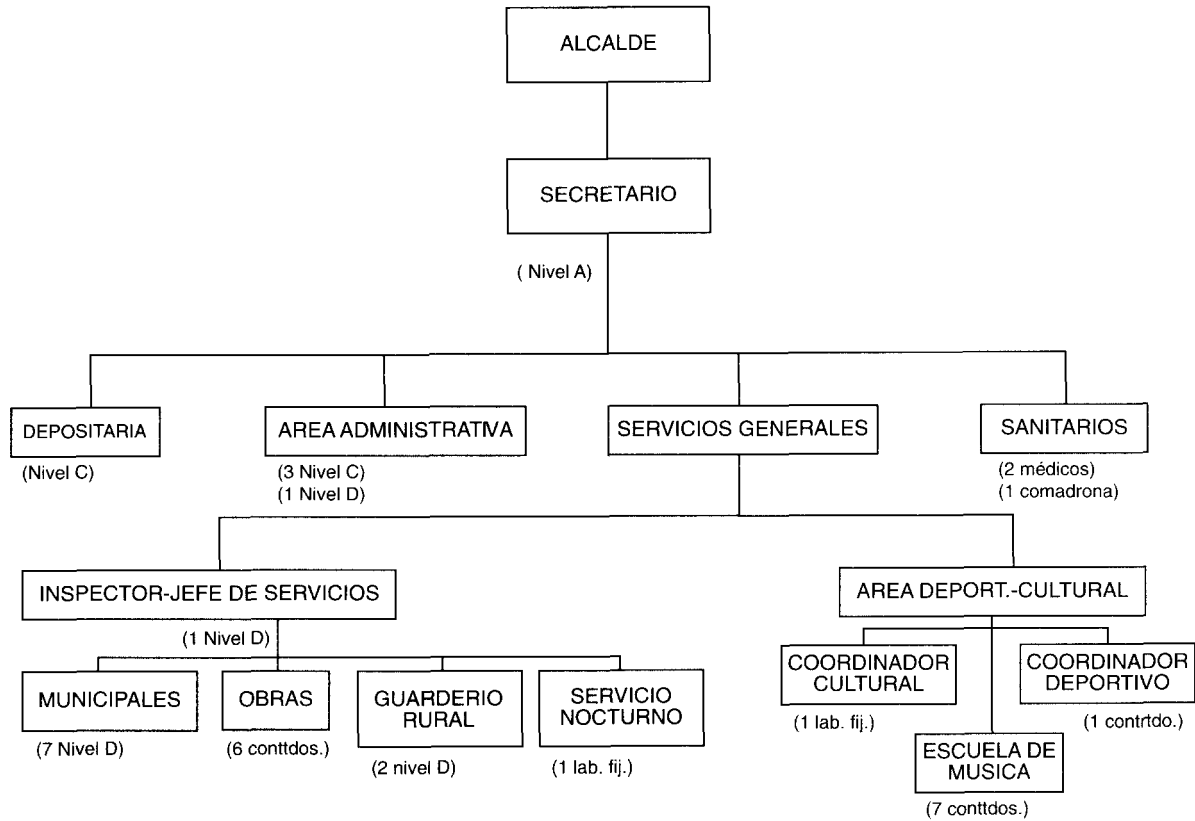 ALCALDE
SECRETARIO
( Nivel A)
DEPOSITARIA
(Nivel C)
AREA ADMINISTRATIVA
(3 Nivel C)
(1 Nivel D)
SERVICIOS GENERALES
SANITARIOS
(2 médicos)
(1 comadrona)
INSPECTOR-JEFE DE SERVICIOS
(1 Nivel D)
AREA DEPORT.-CULTURAL
MUNICIPALES
(7 Nivel D)
OBRAS
(6 conttdos.)
GUARDERIO
RURAL
(2 nivel D)
SERVICIO
NOCTURNO
(1 lab. fij.)
COORDINADOR
CULTURAL
(1 lab. fij.)
ESCUELA DE
MUSICA
(7 conttdos.)
COORDINADOR
DEPORTIVO
(1 contrtdo.)